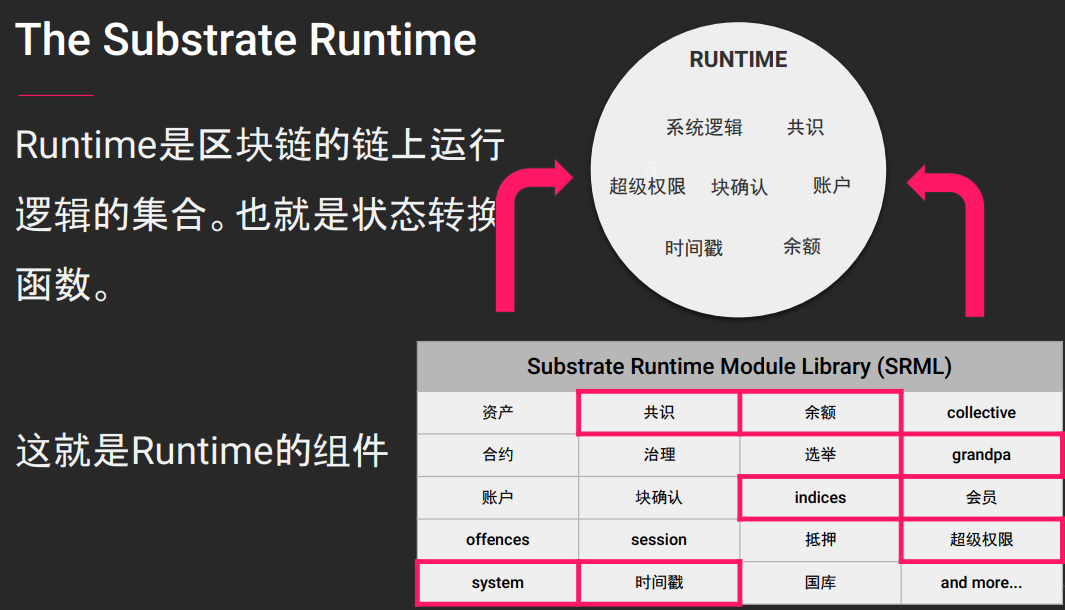 The Substrate Runtime
Runtime是区块链的链上运行
逻辑的集合。也就是状态转换
函数。
这就是Runtime的组件
RUNTIME
系统逻辑 共识
超级权限 块确认 账户
时间戳 余额
Substrate Runtime Module Library (SRML)
资产 共识 余额 collective
合约 治理 选举 grandpa
账户 块确认 indices 会员
offences session 抵押 超级权限
system 时间戳 国库 and more...